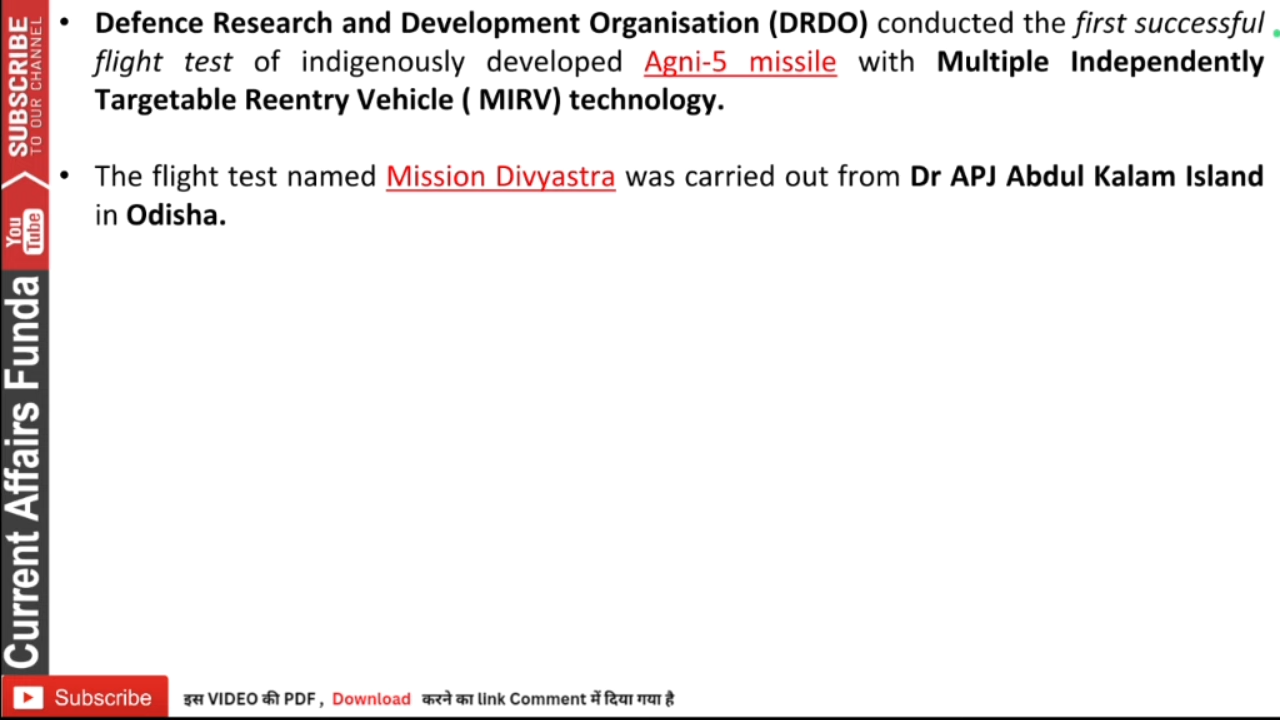 • Defence Research and Development Organisation (DRDO) conducted the first successful
flight test of indigenously developed Agni-5 missile with Multiple Independently
Targetable Reentry Vehicle ( MIRV) technology.
• The flight test named Mission Divyastra was carried out from Dr APJ Abdul Kalam Island
in Odisha.
SUBSCRIBE
TO OUR CHANNEL
You
Tube
Current Affairs Funda
Subscribe
इस VIDEO की PDF , Download करने का link Comment में दिया गया है